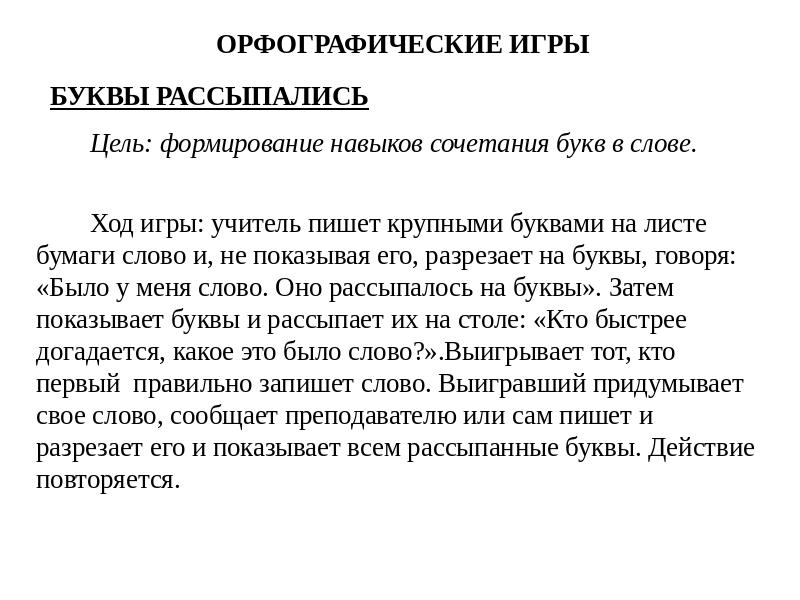 ОРФОГРАФИЧЕСКИЕ ИГРЫ
БУКВЫ РАССЫПАЛИСЬ
Цель: формирование навыков сочетания букв в слове.
Ход игры: учитель пишет крупными буквами на листе
бумаги слово и, не показывая его, разрезает на буквы, говоря:
«Было у меня слово. Оно рассыпалось на буквы». Затем
показывает буквы и рассыпает их на столе: «Кто быстрее
догадается, какое это было слово?».Выигрывает тот, кто
первый  правильно запишет слово. Выигравший придумывает
свое слово, сообщает преподавателю или сам пишет и
разрезает его и показывает всем рассыпанные буквы. Действие
повторяется.